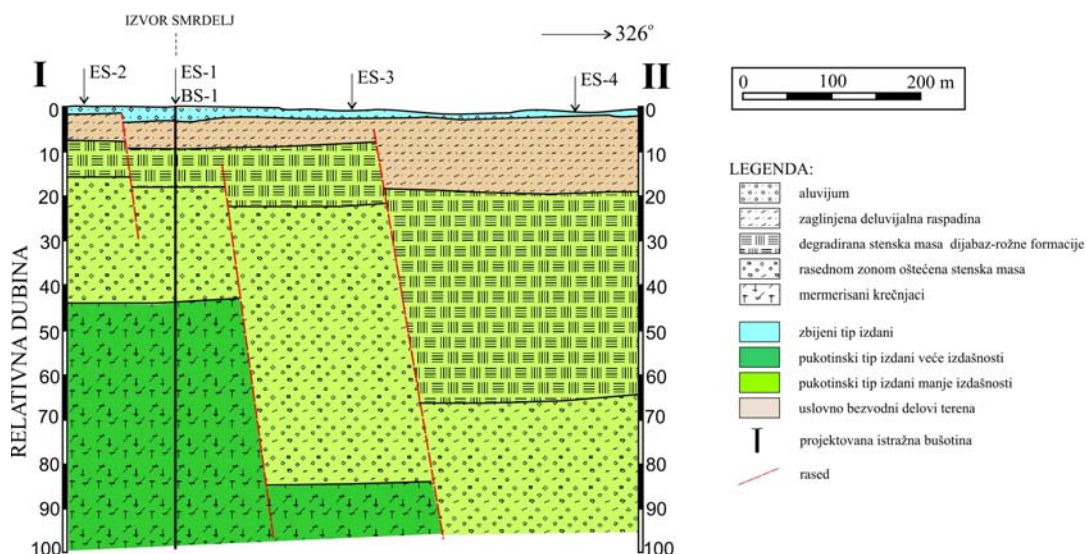 IZVOR SMRDELJ
326°
I
ES-2
ES-1
BS-1
ES-3
ES-4
II
0 100 200 m
RELATIVNA DUBINA
0 0
10 10
20 20
30 30
40 40
50 50
60 60
70 70
80 80
90 90
100 100
LEGENDA:
aluvijum
zaglinjena deluvijalna raspadina
degradirana stenska masa dijabaz-rožne formacije
rasednom zonom oštećena stenska masa
mermerisani krečnjaci
zbijeni tip izdani
pukotinski tip izdani veće izdašnosti
pukotinski tip izdani manje izdašnosti
uslovno bezvodni delovi terena
projektovana istražna bušotina
rased